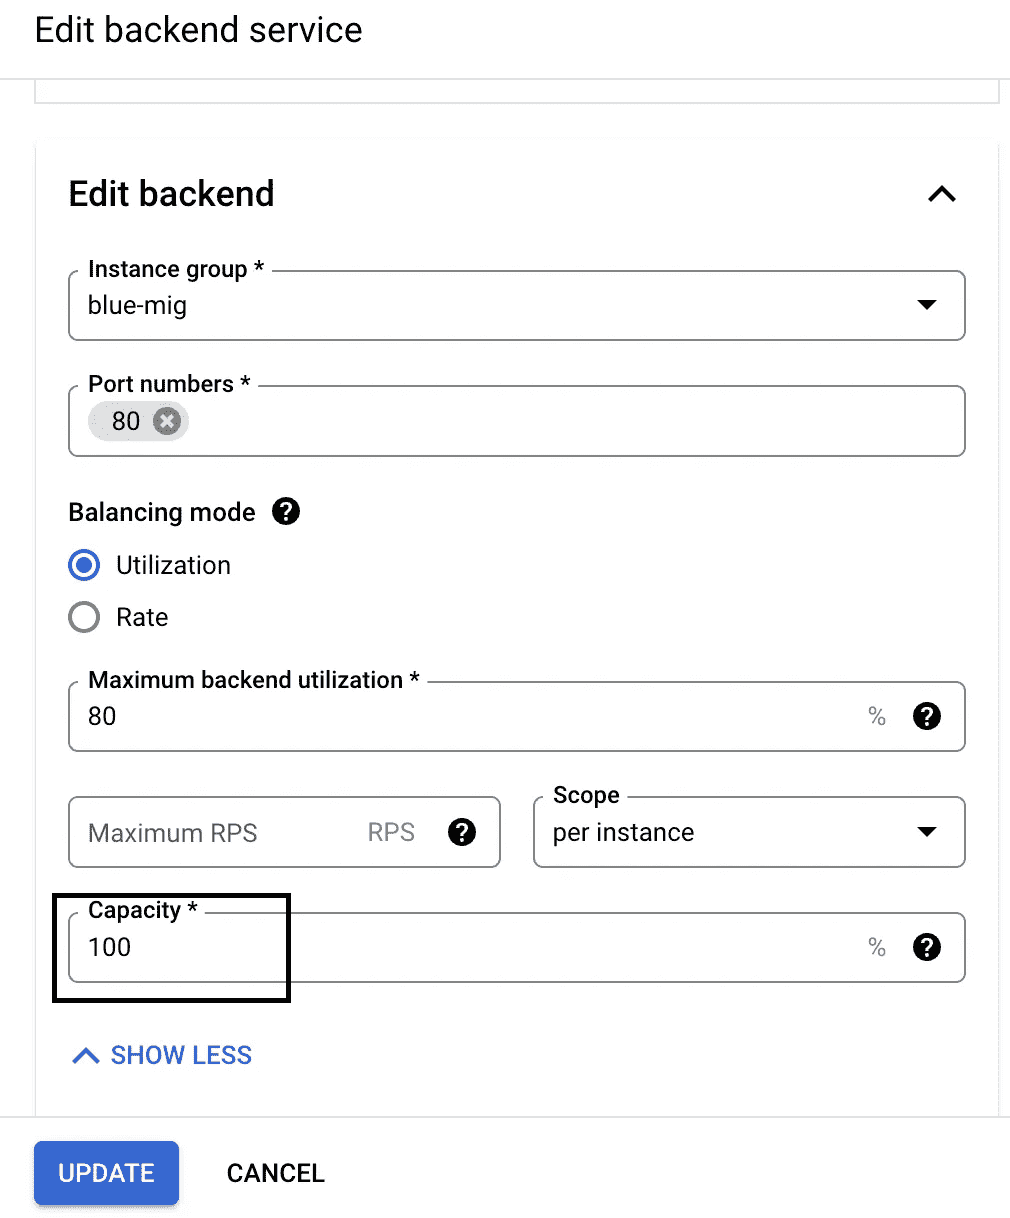 Edit backend service
Edit backend
Instance group *
blue-mig
Port numbers *
80
Balancing mode
Utilization
Rate
Maximum backend utilization *
80 %
Scope
Maximum RPS RPS per instance
Capacity *
100 %
SHOW LESS
UPDATE CANCEL